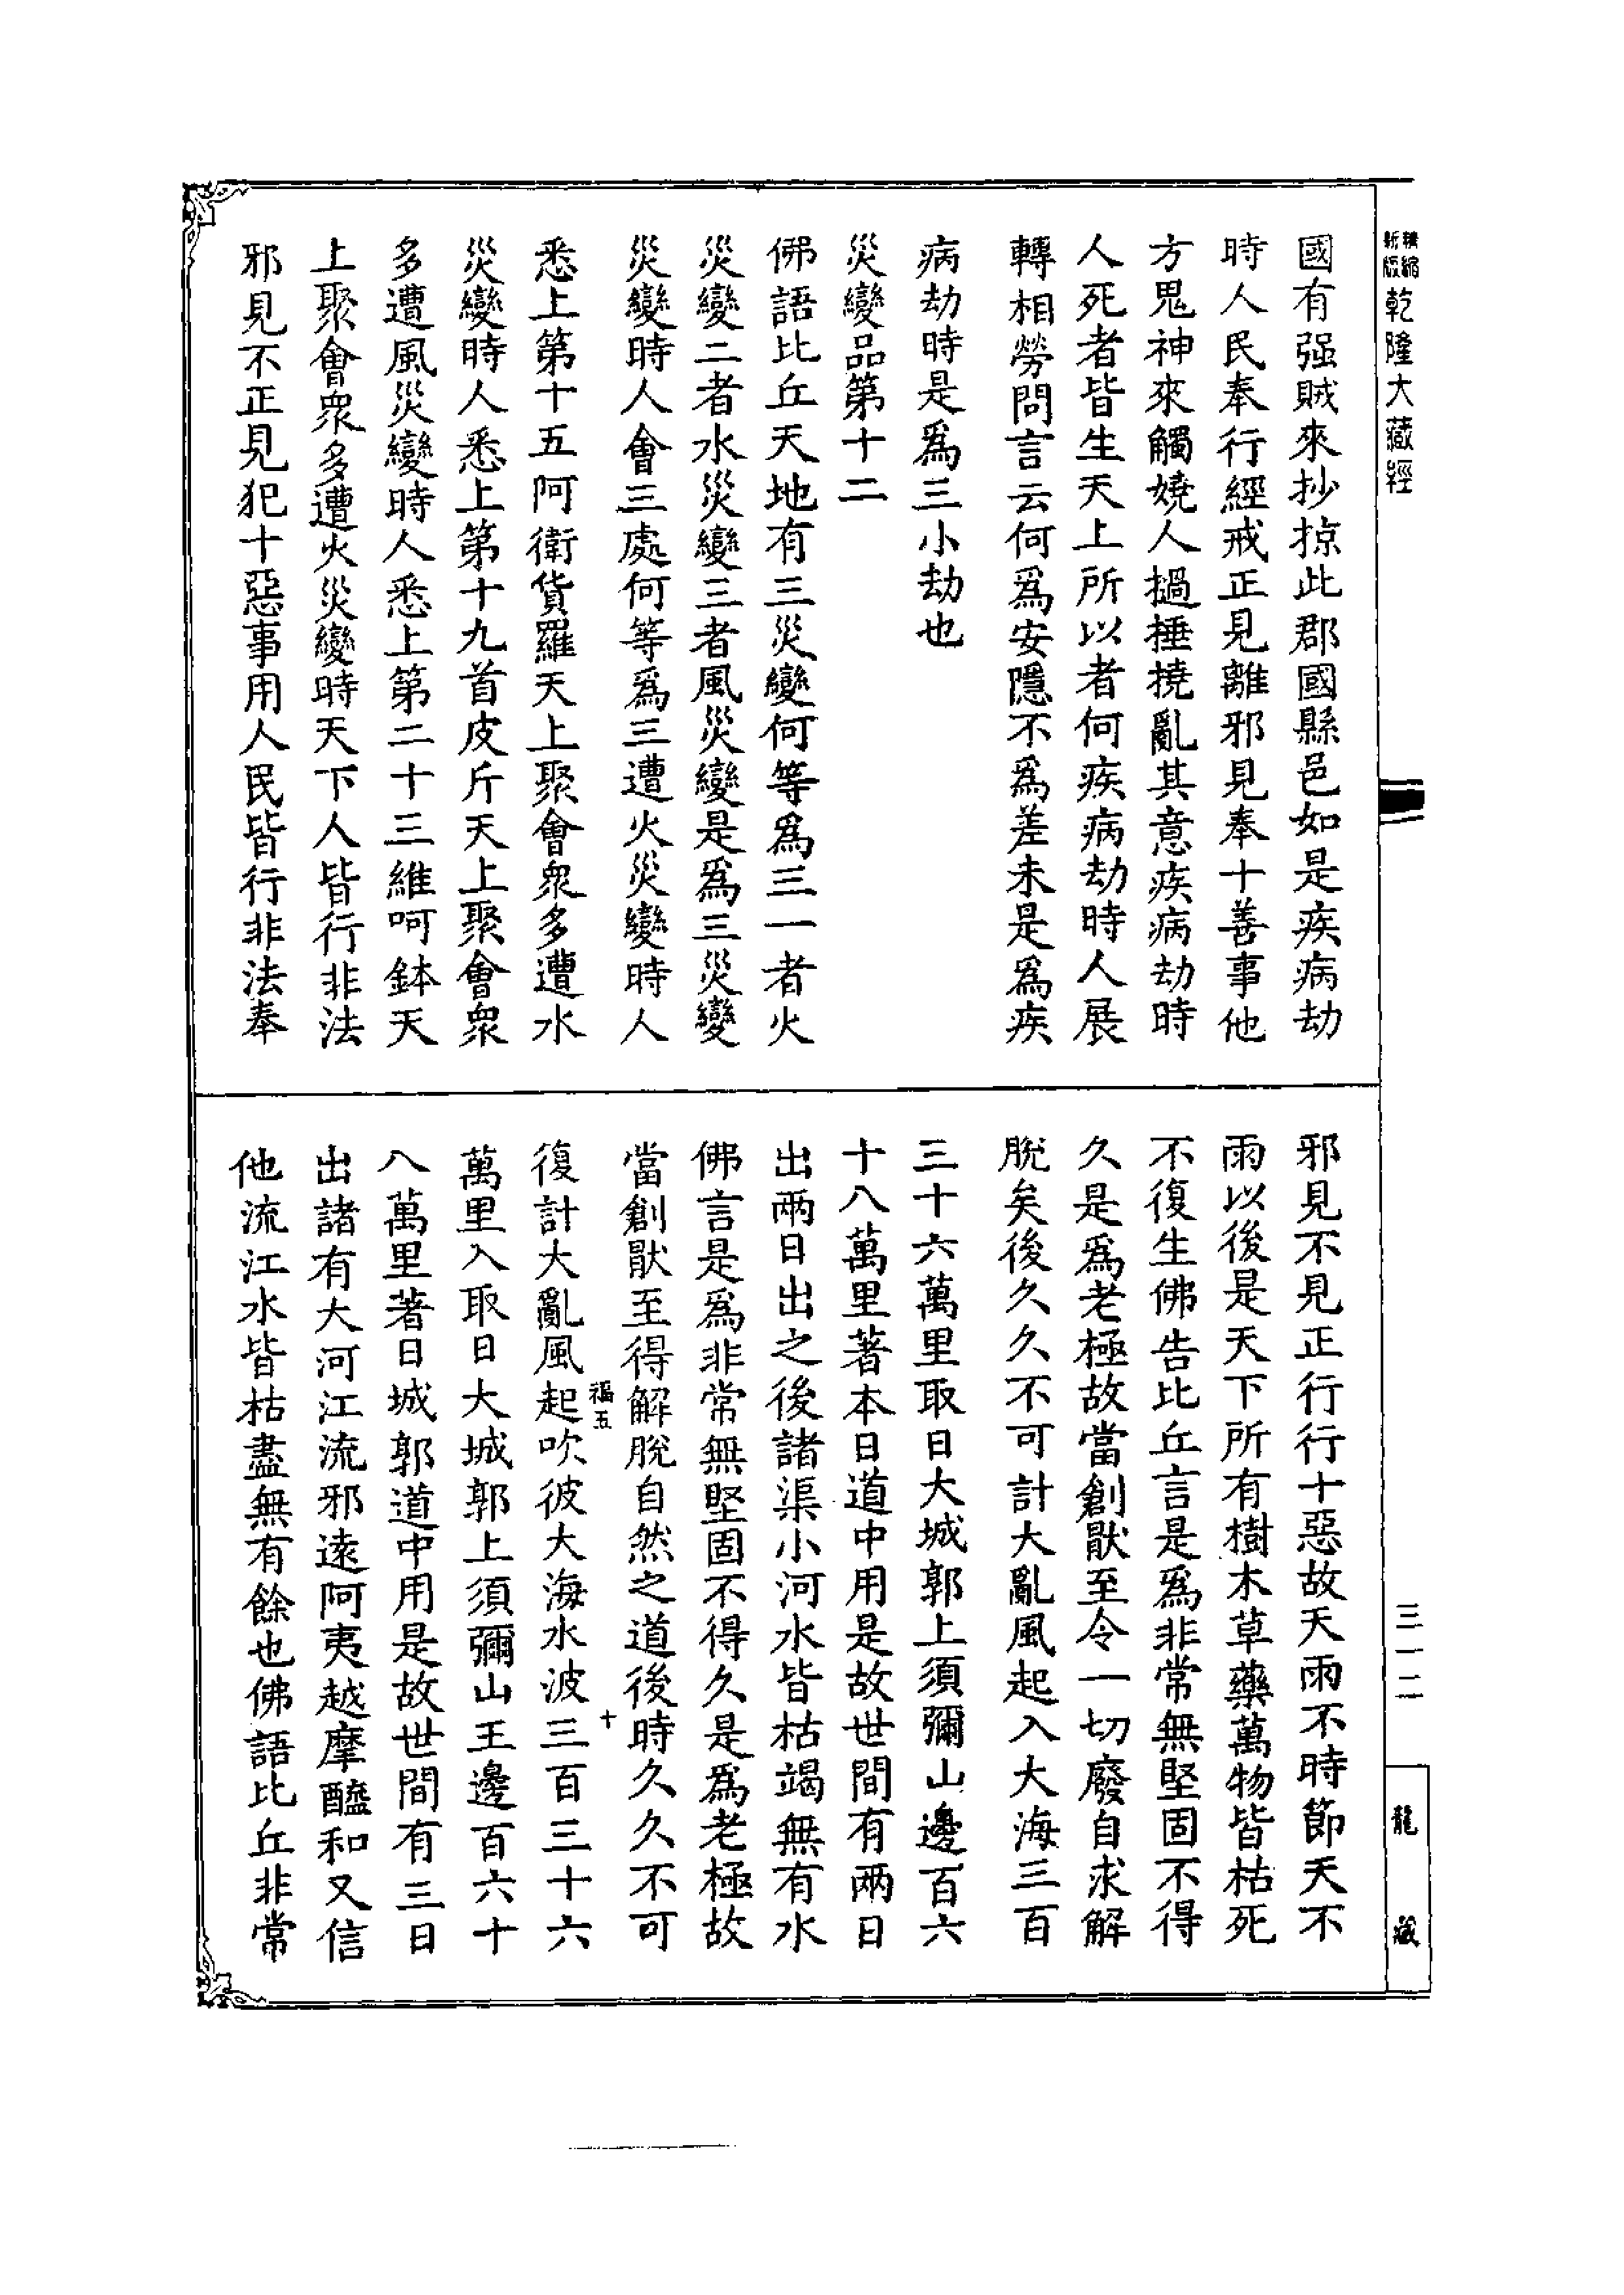 新版精縮乾隆大藏經
國有强賊來抄掠此郡國縣邑如是疾病劫
時人民奉行經戒正見離邪見奉十善事他
方鬼神來觸嬈人撾捶撓亂其意疾病劫時
人死者皆生天上所以者何疾病劫時人展
轉相勞問言云何爲安隱不爲差未是爲疾
病劫時是爲三小劫也
災變品第十二
佛語比丘天地有三災變何等爲三一者火
災變二者水災變三者風災變是爲三災變
災變時人會三處何等爲三遭火災變時人
悉上第十五阿衛貨羅天上聚會衆多遭水
災變時人悉上第十九首皮斤天上聚會衆
多遭風災變時人悉上第二十三維呵鉢天
上聚會衆多遭火災變時天下人皆行非法
邪見不正見犯十惡事用人民皆行非法奉
邪見不見正行行十惡故天雨不時節天不
雨以後是天下所有樹木草藥萬物皆枯死
不復生佛告比丘言是爲非常無堅固不得
久是爲老極故當創猒至令一切廢自求解
脫矣後久久不可計大亂風起入大海三百
三十六萬里取日大城郭上須彌山邊百六
十八萬里著本日道中用是故世間有兩日
出兩日出之後諸渠小河水皆枯竭無有水
佛言是爲非常無堅固不得久是爲老極故
當創猒至得解脫自然之道後時久久不可
福五
十
復計大亂風起吹彼大海水波三百三十六
萬里入取日大城郭上須彌山王邊百六十
八萬里著日城郭道中用是故世間有三日
出諸有大河江流邪遠阿夷越摩醯和叉信
他流江水皆枯盡無有餘也佛語比丘非常
三一二
龍藏